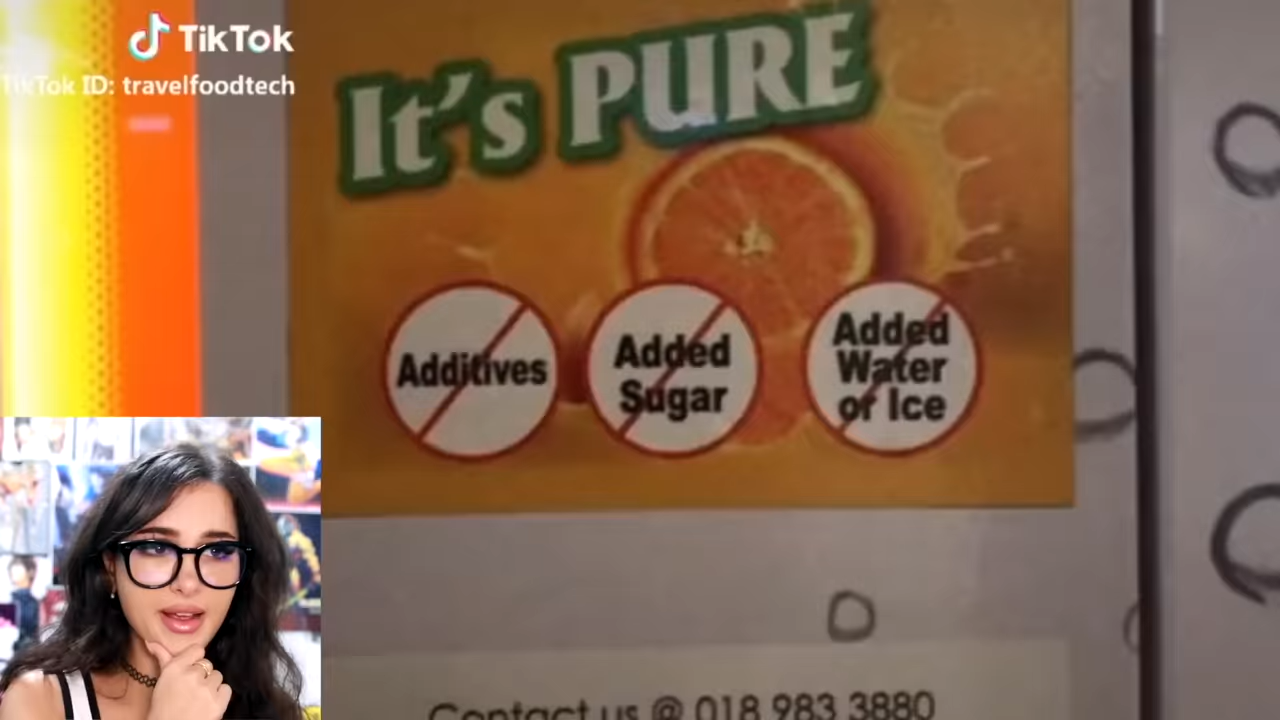 TikTok
TikTok ID: travelfoodtech
It's PURE
Additives
Added
Sugar
Added
Water
or Ice
Contact us @ 018 983 3880